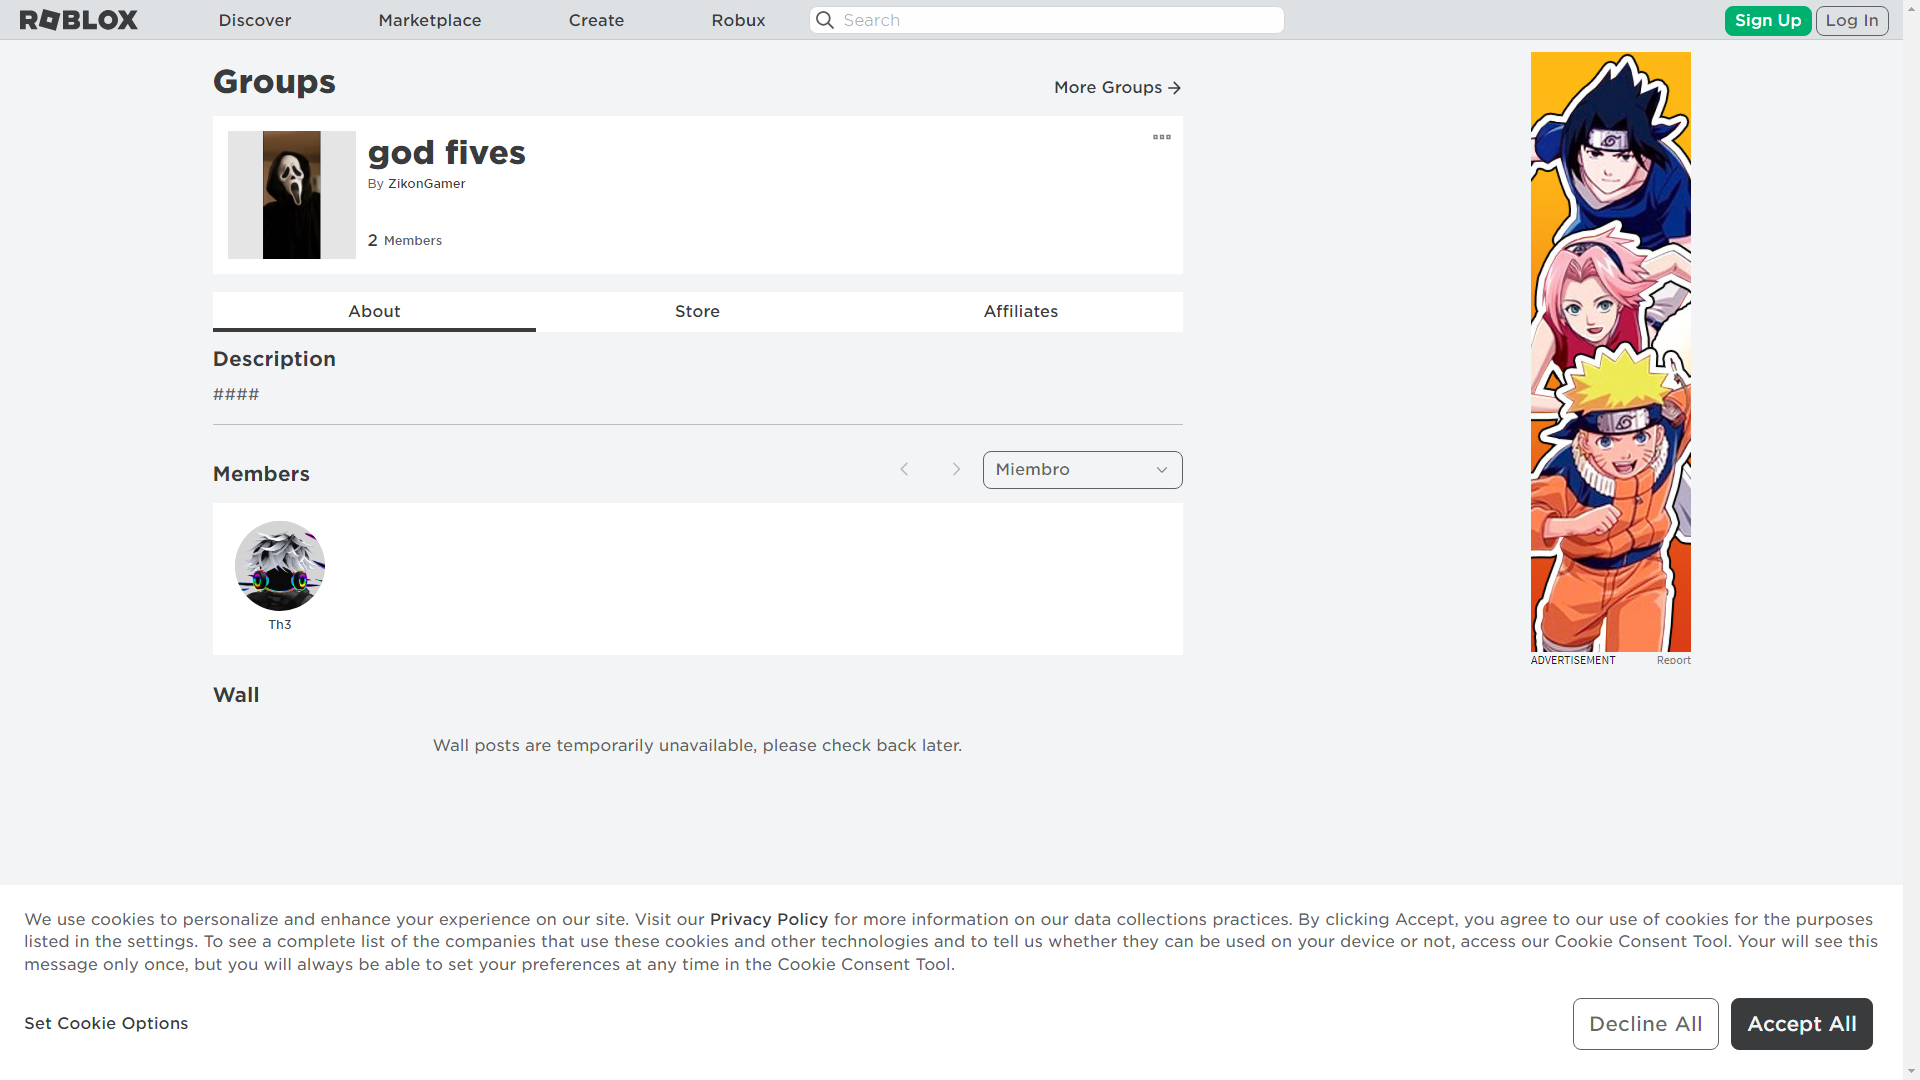 ROBLOX
Discover
Marketplace
Create
Robux
Search
Sign Up
Log In
Groups
More Groups
god fives
By ZikonGamer
2 Members
About
Store
Affiliates
Description
####
Members
Miembro
Th3
Wall
Wall posts are temporarily unavailable, please check back later.
ADVERTISEMENT
Report
We use cookies to personalize and enhance your experience on our site. Visit our Privacy Policy for more information on our data collections practices. By clicking Accept, you agree to our use of cookies for the purposes
listed in the settings. To see a complete list of the companies that use these cookies and other technologies and to tell us whether they can be used on your device or not, access our Cookie Consent Tool. Your will see this
message only once, but you will always be able to set your preferences at any time in the Cookie Consent Tool.
Set Cookie Options
Decline All
Accept All